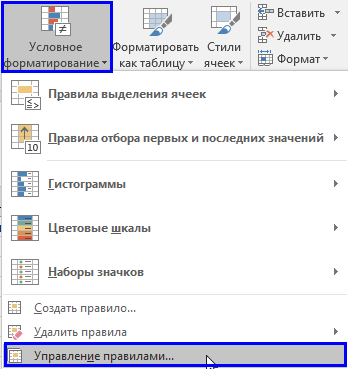 Условное
форматирование
Форматировать
как таблицу
Стили
ячеек
Вставить
Удалить
Формат
Правила выделения ячеек
Правила отбора первых и последних значений
10
Гистограммы
Цветовые шкалы
Наборы значков
Создать правило...
Удалить правила
Управление правилами...